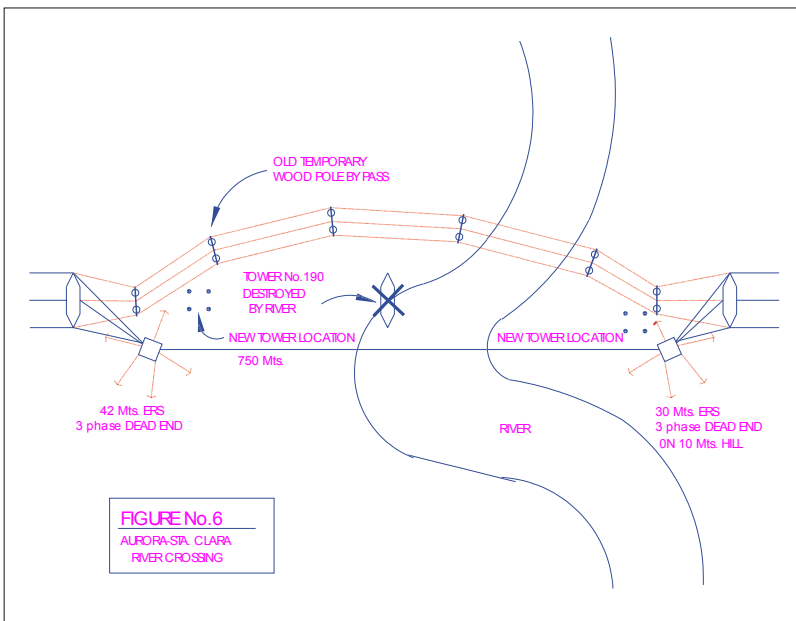 OLD TEMPORARY
WOOD POLE BY PASS
TOWER No.190
DESTROYED
BY RIVER
NEW TOWER LOCATION
NEW TOWER LOCATION
750 Mts.
42 Mts. ERS
3 phase DEAD END
30 Mts. ERS
3 phase DEAD END
0N 10 Mts. HILL
RIVER
FIGURE No.6
AURORA-STA. CLARA
RIVER CROSSING